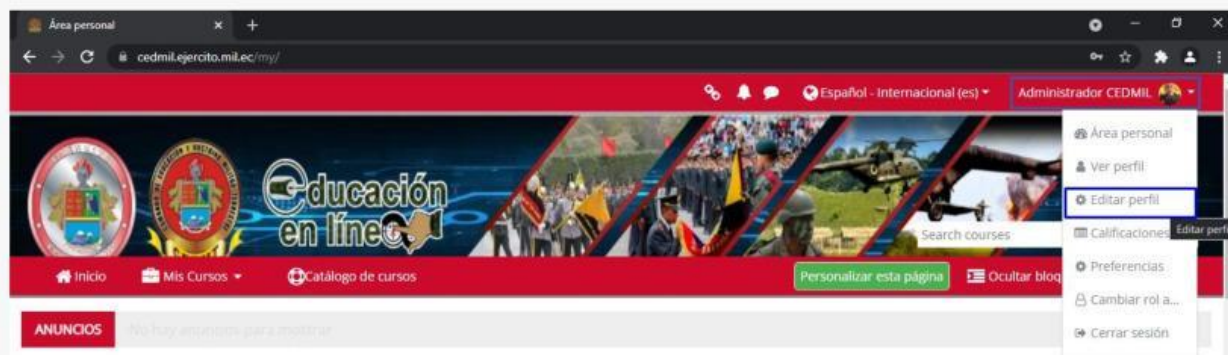 Área personal
cedmil.ejercito.mil.ec/my/
Español - Internacional (es)
Administrador CEDMIL
Área personal
Ver perfil
Editar perfil
Calificaciones
Editar perfi
Preferencias
Cambiar rol a...
Cerrar sesión
Educación
en línea
Search courses
Inicio
Mis Cursos
Catálogo de cursos
Personalizar esta página
Ocultar bloq
ANUNCIOS
No hay anuncios para mostrar